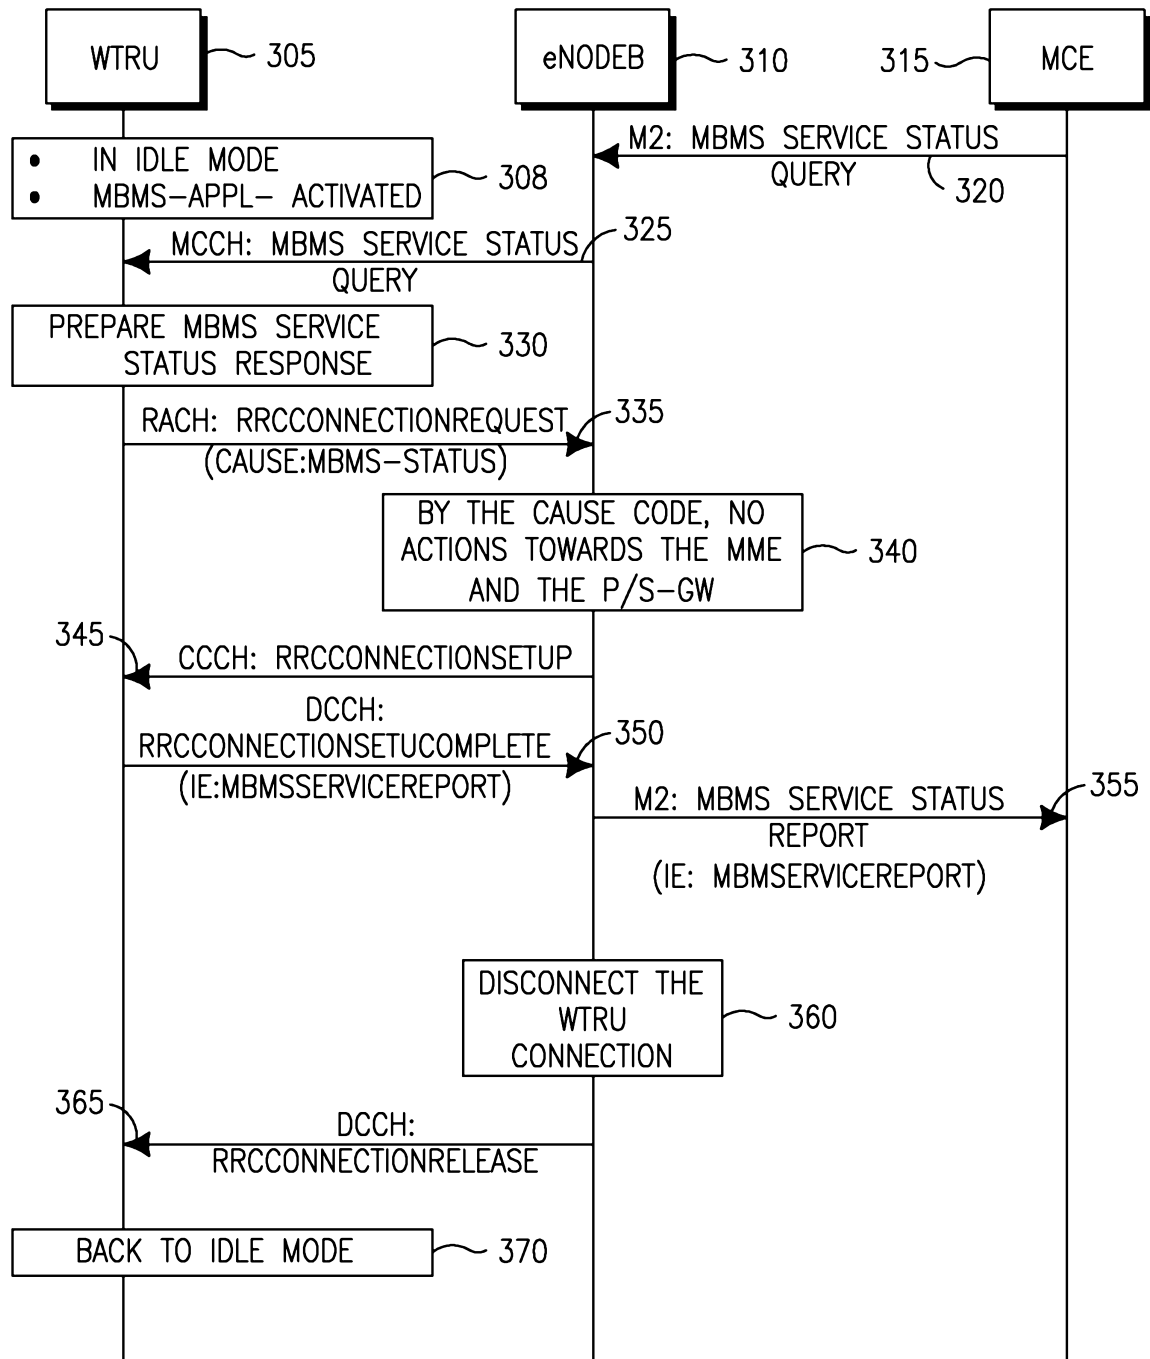 WTRU
305
eNODEB
310
315
MCE
• IN IDLE MODE
• MBMS-APPL- ACTIVATED
308
M2: MBMS SERVICE STATUS
QUERY
320
MCCH: MBMS SERVICE STATUS
QUERY
325
PREPARE MBMS SERVICE
STATUS RESPONSE
330
RACH: RRCCONNECTIONREQUEST
(CAUSE:MBMS-STATUS)
335
BY THE CAUSE CODE, NO
ACTIONS TOWARDS THE MME
AND THE P/S-GW
340
345
CCCH: RRCCONNECTIONSETUP
DCCH:
RRCCONNECTIONSETUCOMPLETE
(IE:MBMSSERVICEREPORT)
350
M2: MBMS SERVICE STATUS
REPORT
(IE: MBMSERVICEREPORT)
355
DISCONNECT THE
WTRU
CONNECTION
360
365
DCCH:
RRCCONNECTIONRELEASE
BACK TO IDLE MODE
370